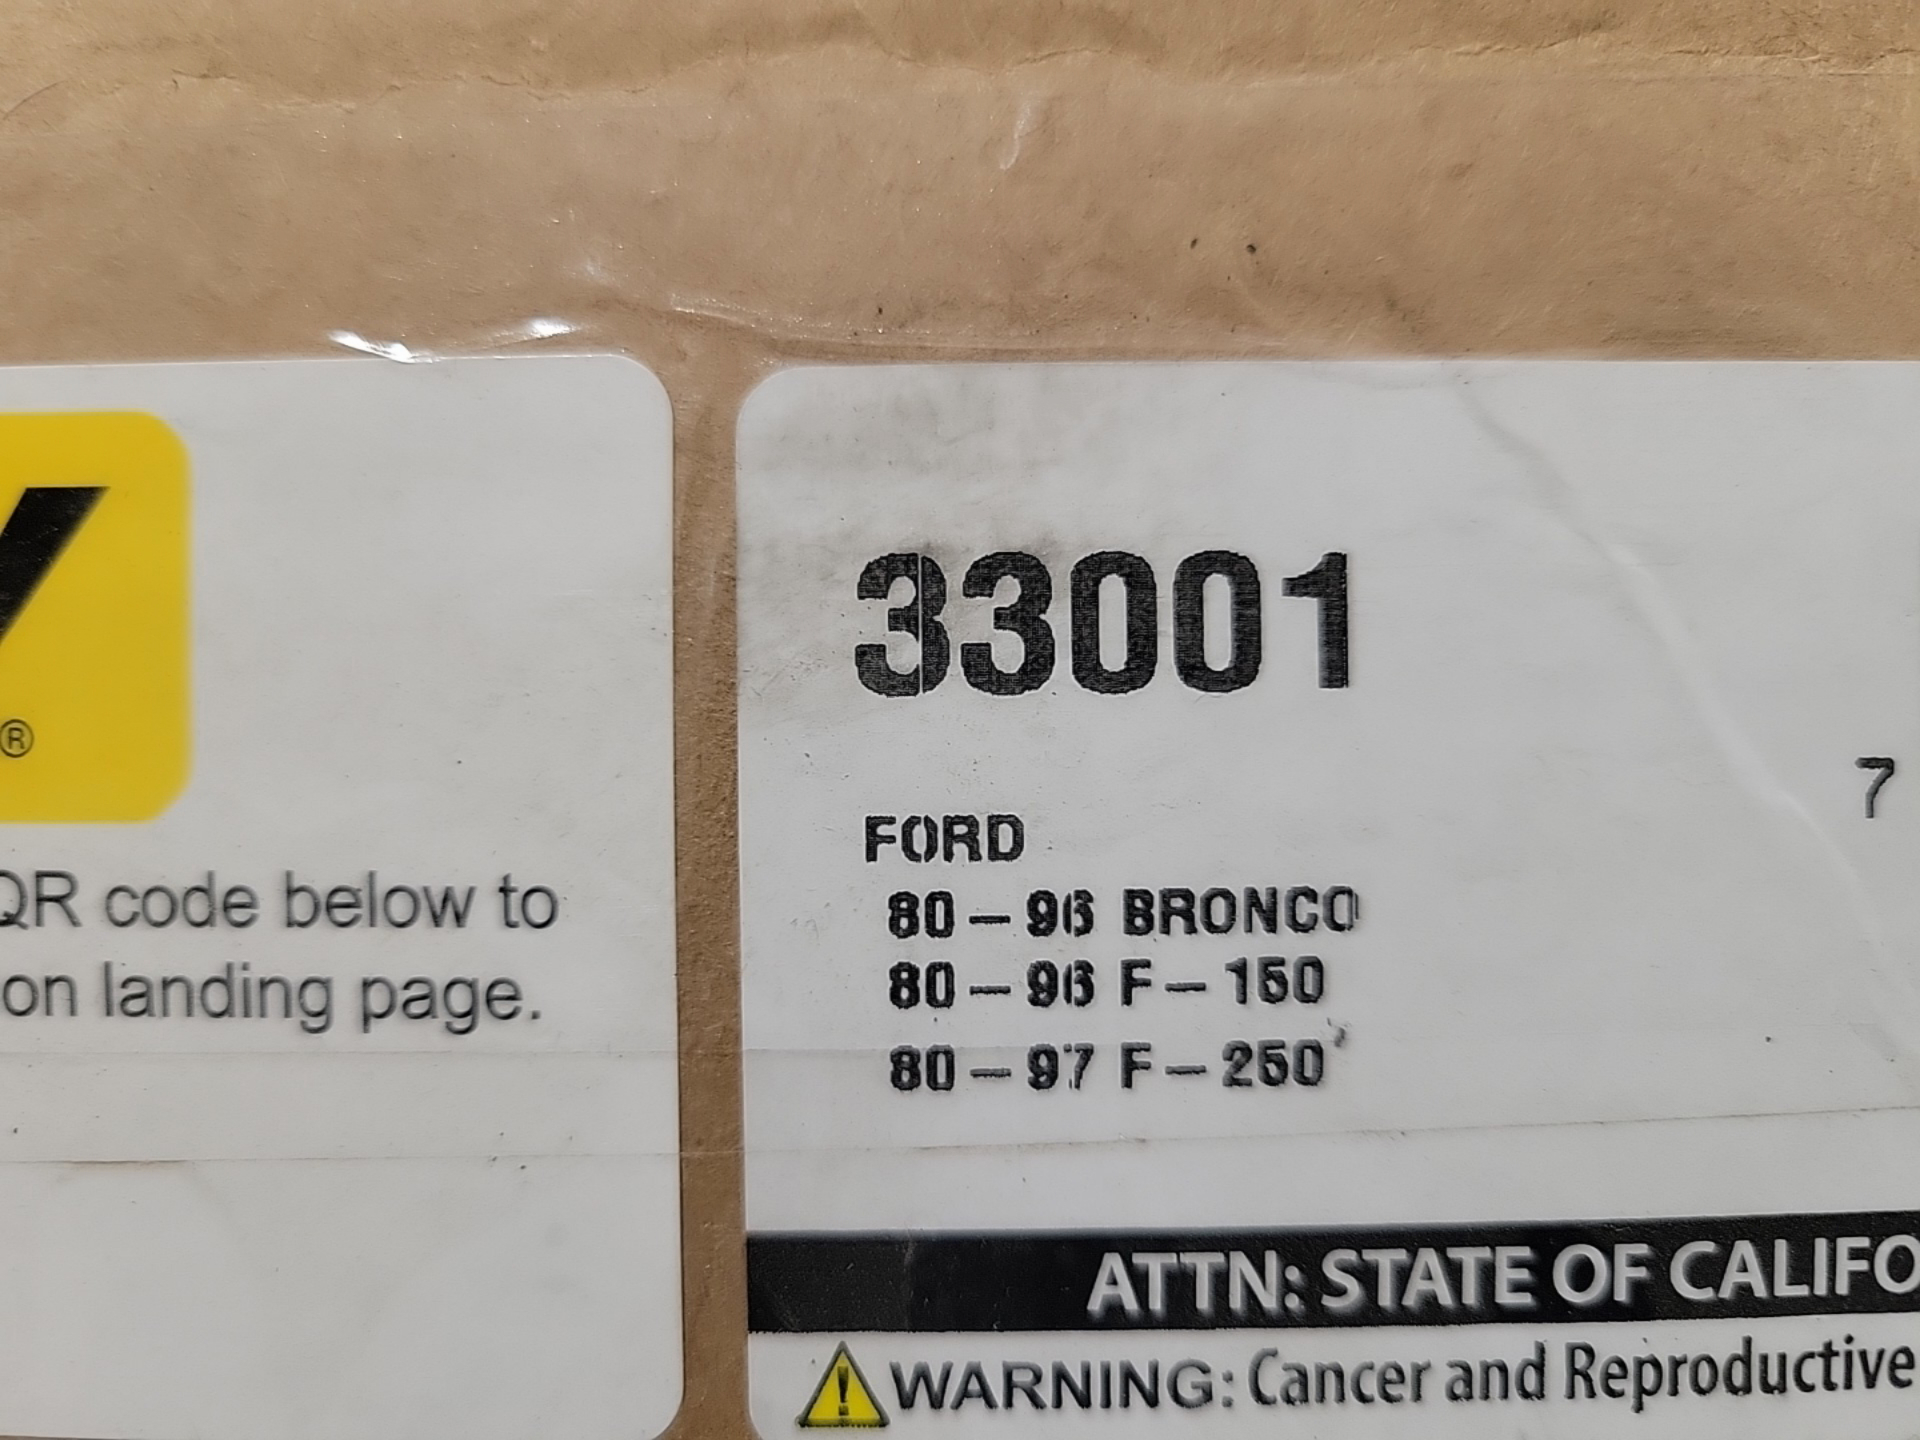 ®
QR code below to
on landing page.
33001
7
FORD
80-96 BRONCO
80-96 F-150
80-97 F-250
ATTN: STATE OF CALIFO
WARNING: Cancer and Reproductive